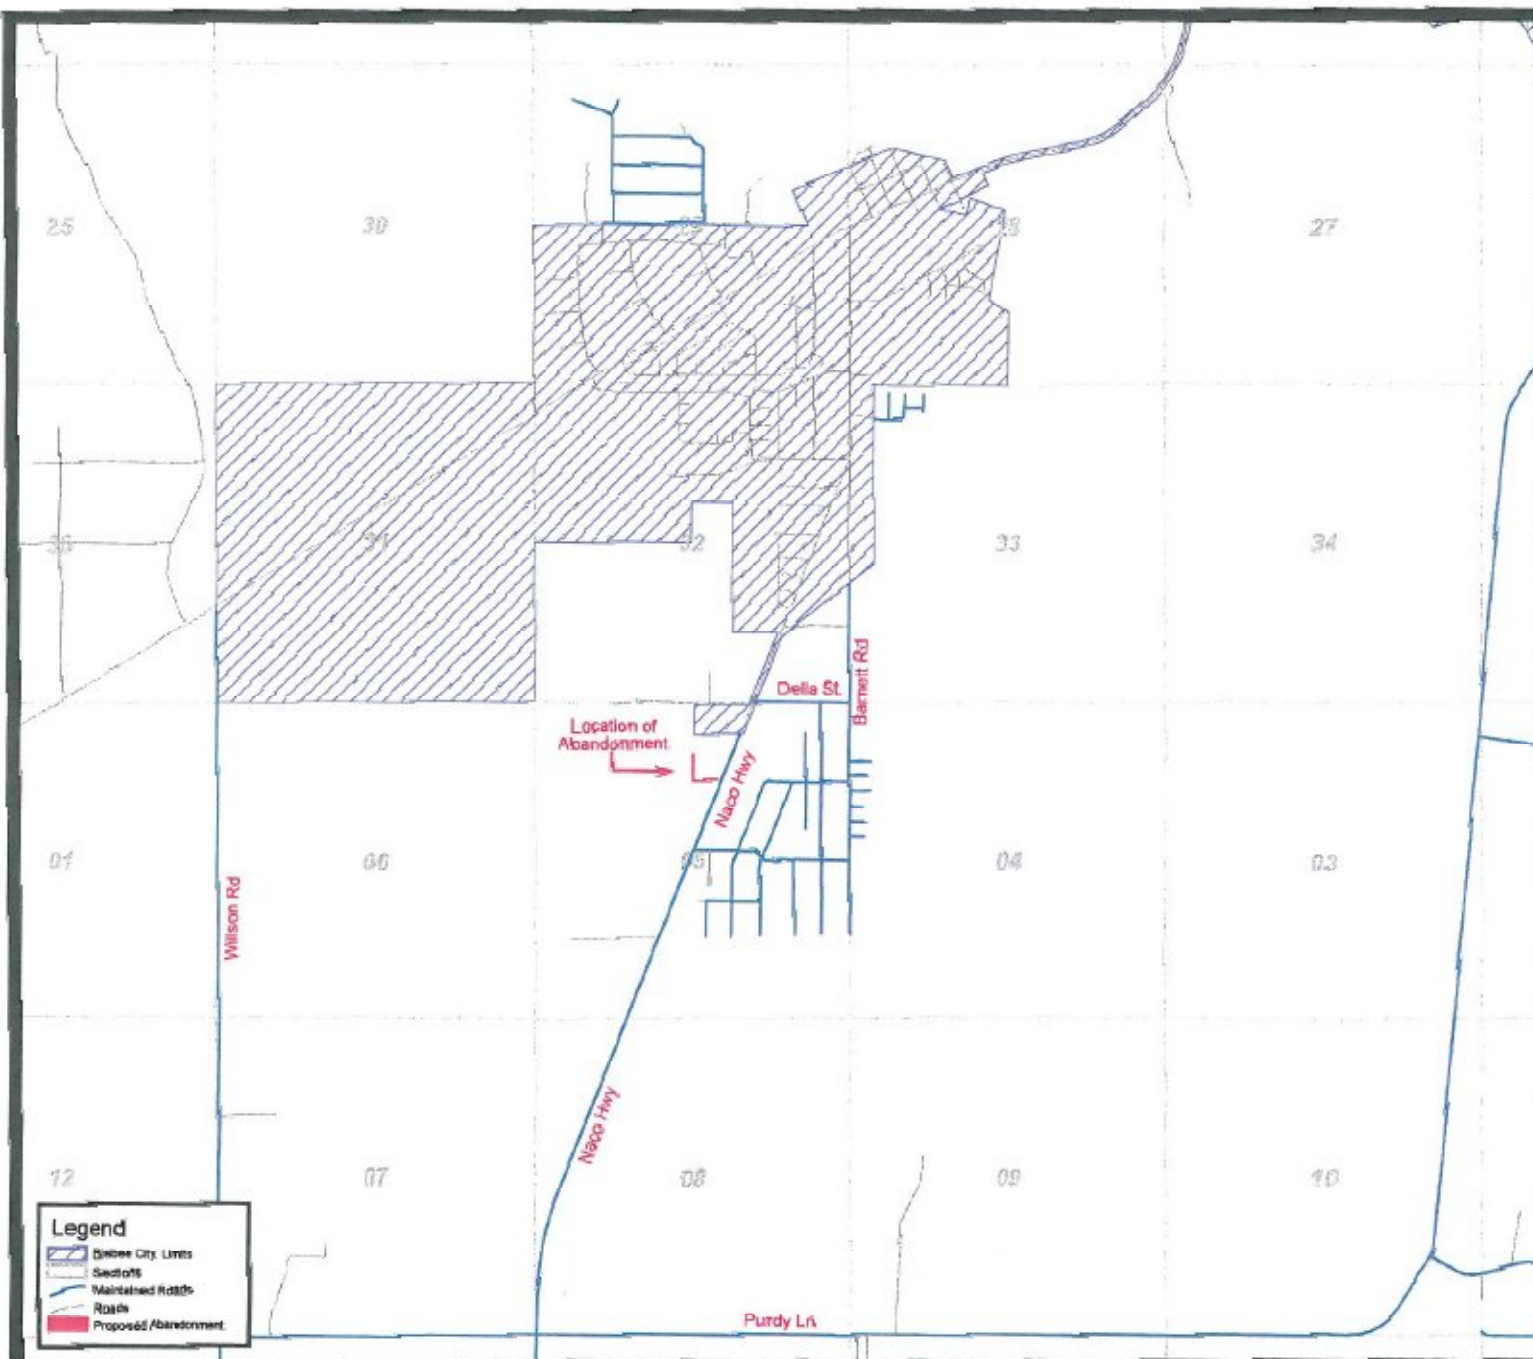 25
30
27
31
32
33
34
Della St.
Barnett Rd
Location of
Abandonment
Naco Hwy
01
06
05
04
03
Willson Rd
Naco Hwy
12
07
08
09
10
Legend
Bisbee City Limits
Sections
Maintained Roads
Roads
Proposed Abandonment
Purdy Ln